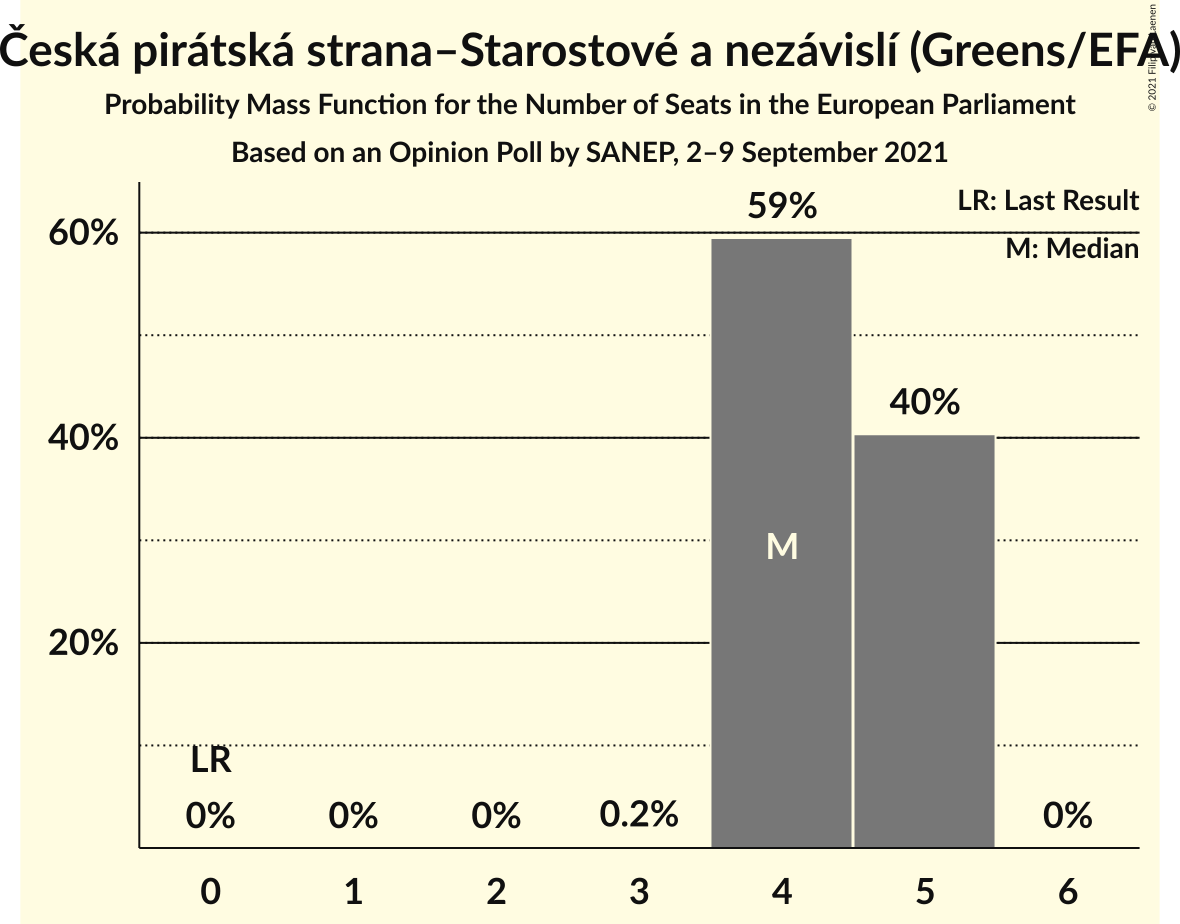 Česká pirátská strana–Starostové a nezávislí (Greens/EFA)
Probability Mass Function for the Number of Seats in the European Parliament
Based on an Opinion Poll by SANEP, 2–9 September 2021
© 2021 Filip
LR: Last Result
M: Median
60%
40%
20%
59%
40%
M
LR
0%
0%
0%
0.2%
0%
0
1
2
3
4
5
6